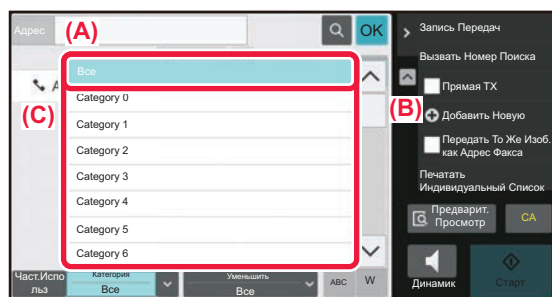 Адрес
(A)
OK
Запись Передач
Вызвать Номер Поиска
Все
A
Category 0
Прямая TX
(C)
(B)
Category 1
Добавить Новую
Category 2
Передать То Же Изоб.
как Адрес Факса
Category 3
Печатать
Индивидуальный Список
Category 4
Предварит.
Просмотр
CA
Category 5
Category 6
Част.Испо
льз
Категория
Все
Уменьшить
Все
ABC
W
Динамик
Старт